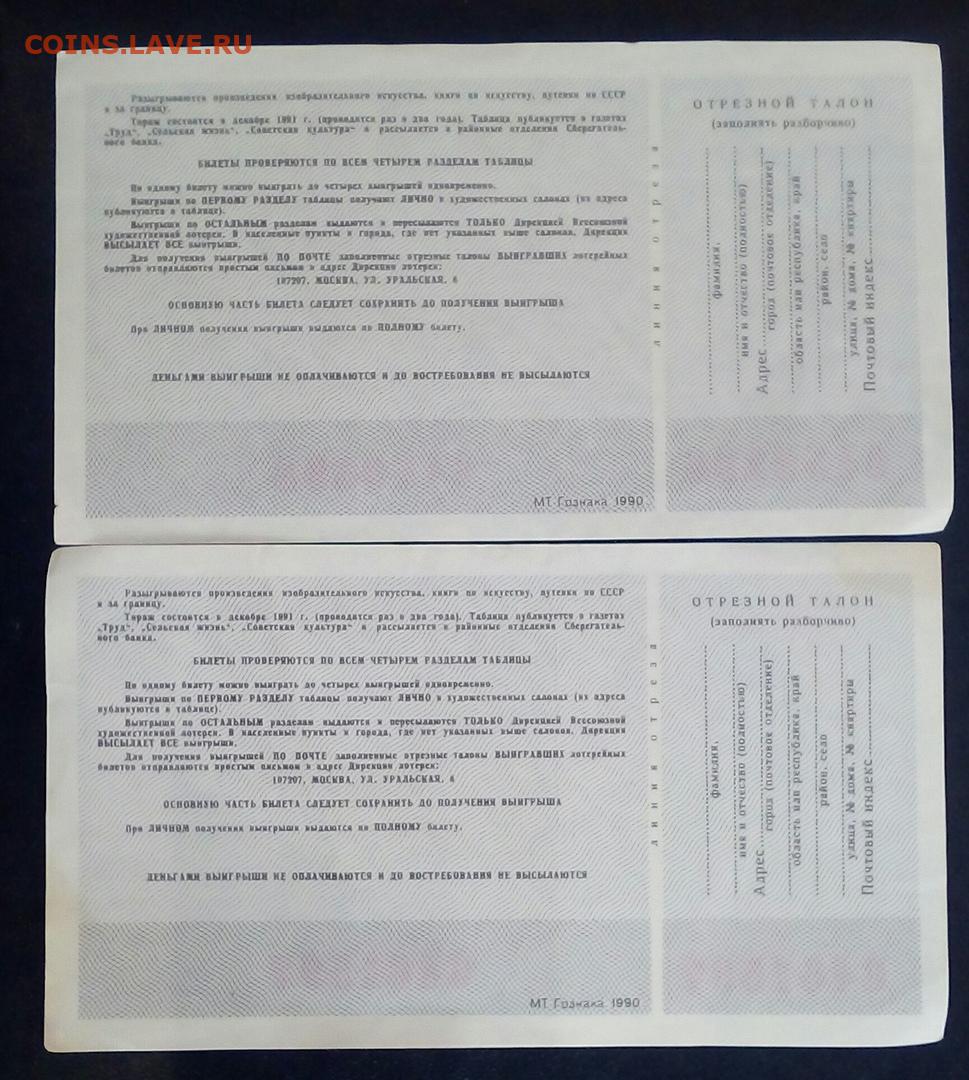 COINS.LAVE.RU
Разыгрываются произведения изобразительного искусства, книги по искусству, путевки по СССР
и за границу.
Тираж состоится в декабре 1991 г. (проводится раз в два года). Таблица публикуется в газетах
„Труд“, „Сельская жизнь“, „Советская культура“ и рассылается в районные отделения Сберегатель-
ного банка.
БИЛЕТЫ ПРОВЕРЯЮТСЯ ПО ВСЕМ ЧЕТЫРЕМ РАЗДЕЛАМ ТАБЛИЦЫ
По одному билету можно выиграть до четырех выигрышей одновременно.
Выигрыши по ПЕРВОМУ РАЗДЕЛУ таблицы получают ЛИЧНО в художественных салонах (их адреса
публикуются в таблице).
Выигрыши по ОСТАЛЬНЫМ разделам выдаются и пересылаются ТОЛЬКО Дирекцией Всесоюзной
художественной лотереи. В населенные пункты и города, где нет указанных выше салонов, Дирекция
ВЫСЫЛАЕТ ВСЕ выигрыши.
Для получения выигрышей ПО ПОЧТЕ заполненные отрезные талоны ВЫИГРАВШИХ лотерейных
билетов отправляются простым письмом в адрес Дирекции лотереи:
107207, МОСКВА, УЛ. УРАЛЬСКАЯ, 6
ОСНОВНУЮ ЧАСТЬ БИЛЕТА СЛЕДУЕТ СОХРАНИТЬ ДО ПОЛУЧЕНИЯ ВЫИГРЫША
При ЛИЧНОМ получении выигрыши выдаются по ПОЛНОМУ билету.
ДЕНЬГАМИ ВЫИГРЫШИ НЕ ОПЛАЧИВАЮТСЯ И ДО ВОСТРЕБОВАНИЯ НЕ ВЫСЫЛАЮТСЯ
МТ Гознака. 1990.
линия отреза
ОТРЕЗНОЙ ТАЛОН
(заполнять разборчиво)
фамилия,
имя и отчество (полностью)
Адрес
город (почтовое отделение)
область или республика, край
район, село
улица, № дома, № квартиры
Почтовый индекс
Разыгрываются произведения изобразительного искусства, книги по искусству, путевки по СССР
и за границу.
Тираж состоится в декабре 1991 г. (проводится раз в два года). Таблица публикуется в газетах
„Труд“, „Сельская жизнь“, „Советская культура“ и рассылается в районные отделения Сберегатель-
ного банка.
БИЛЕТЫ ПРОВЕРЯЮТСЯ ПО ВСЕМ ЧЕТЫРЕМ РАЗДЕЛАМ ТАБЛИЦЫ
По одному билету можно выиграть до четырех выигрышей одновременно.
Выигрыши по ПЕРВОМУ РАЗДЕЛУ таблицы получают ЛИЧНО в художественных салонах (их адреса
публикуются в таблице).
Выигрыши по ОСТАЛЬНЫМ разделам выдаются и пересылаются ТОЛЬКО Дирекцией Всесоюзной
художественной лотереи. В населенные пункты и города, где нет указанных выше салонов, Дирекция
ВЫСЫЛАЕТ ВСЕ выигрыши.
Для получения выигрышей ПО ПОЧТЕ заполненные отрезные талоны ВЫИГРАВШИХ лотерейных
билетов отправляются простым письмом в адрес Дирекции лотереи:
107207, МОСКВА, УЛ. УРАЛЬСКАЯ, 6
ОСНОВНУЮ ЧАСТЬ БИЛЕТА СЛЕДУЕТ СОХРАНИТЬ ДО ПОЛУЧЕНИЯ ВЫИГРЫША
При ЛИЧНОМ получении выигрыши выдаются по ПОЛНОМУ билету.
ДЕНЬГАМИ ВЫИГРЫШИ НЕ ОПЛАЧИВАЮТСЯ И ДО ВОСТРЕБОВАНИЯ НЕ ВЫСЫЛАЮТСЯ
МТ Гознака. 1990
линия отреза
ОТРЕЗНОЙ ТАЛОН
(заполнять разборчиво)
фамилия,
имя и отчество (полностью)
Адрес
город (почтовое отделение)
область или республика, край
район, село
улица, № дома, № квартиры
Почтовый индекс